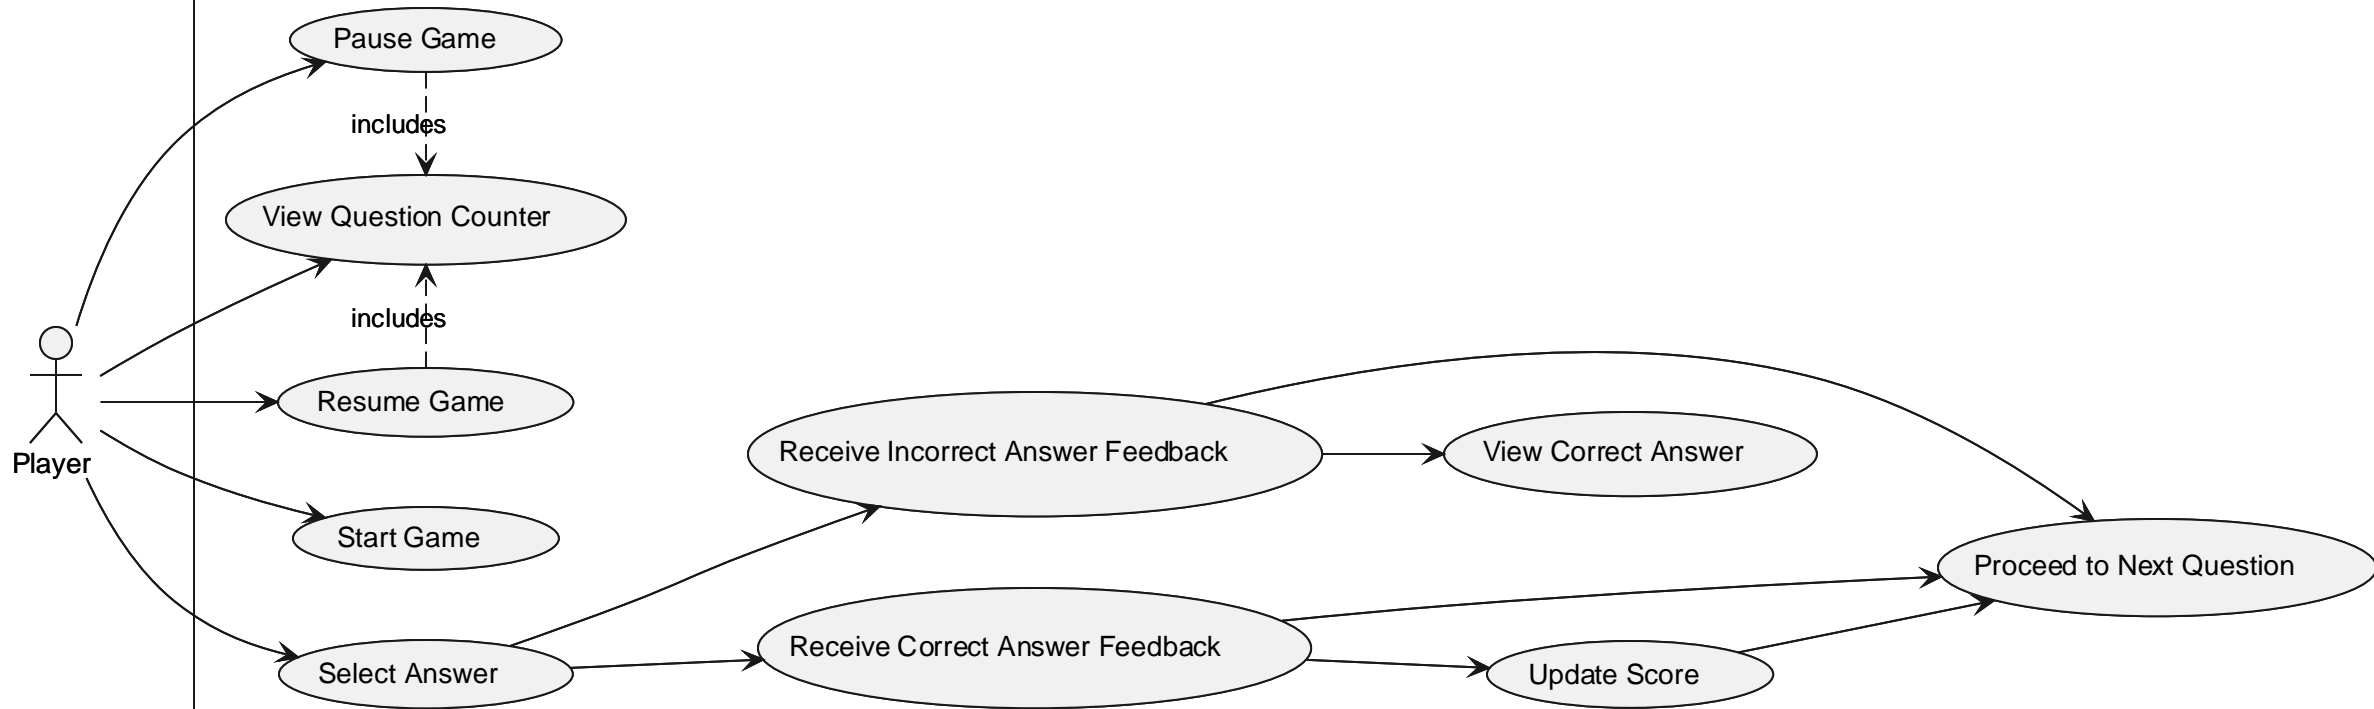 Pause Game
includes
View Question Counter
includes
Resume Game
Player
Start Game
Select Answer
Receive Incorrect Answer Feedback
View Correct Answer
Receive Correct Answer Feedback
Update Score
Proceed to Next Question